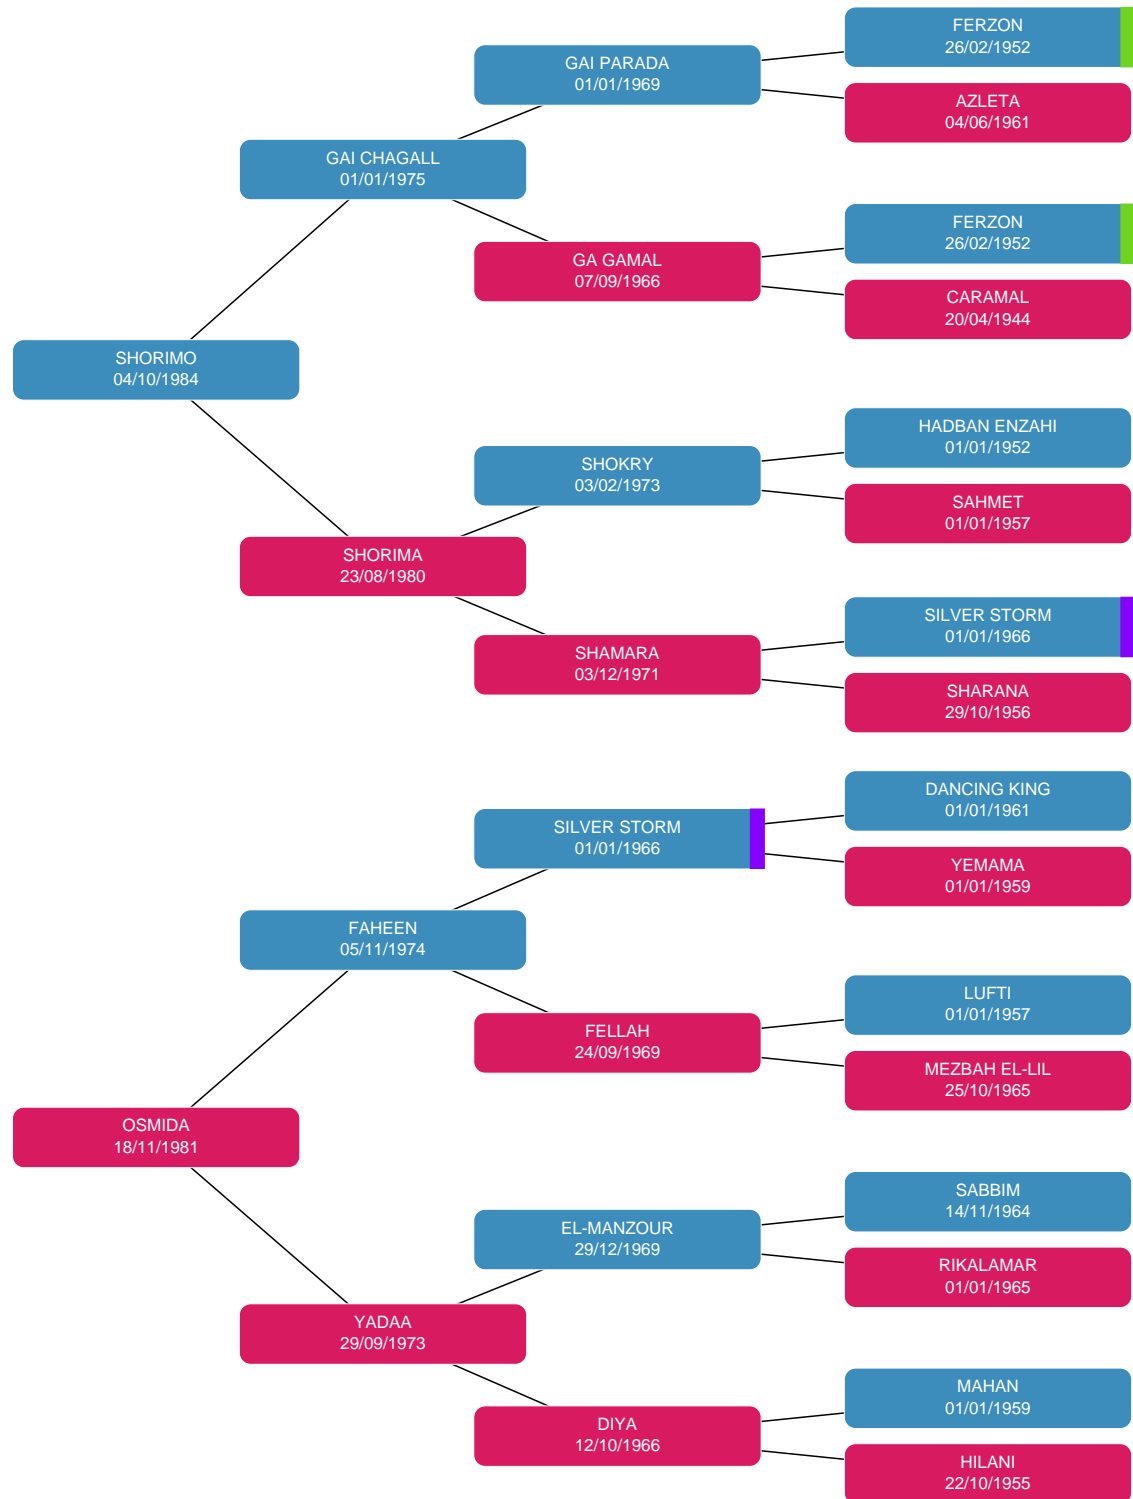 FERZON
26/02/1952
GAI PARADA
01/01/1969
AZLETA
04/06/1961
GAI CHAGALL
01/01/1975
FERZON
26/02/1952
GA GAMAL
07/09/1966
CARAMAL
20/04/1944
SHORIMO
04/10/1984
HADBAN ENZAHI
01/01/1952
SHOKRY
03/02/1973
SAHMET
01/01/1957
SHORIMA
23/08/1980
SILVER STORM
01/01/1966
SHAMARA
03/12/1971
SHARANA
29/10/1956
DANCING KING
01/01/1961
SILVER STORM
01/01/1966
YEMAMA
01/01/1959
FAHEEN
05/11/1974
LUFTI
01/01/1957
FELLAH
24/09/1969
MEZBAH EL-LIL
25/10/1965
OSMIDA
18/11/1981
SABBIM
14/11/1964
EL-MANZOUR
29/12/1969
RIKALAMAR
01/01/1965
YADAA
29/09/1973
MAHAN
01/01/1959
DIYA
12/10/1966
HILANI
22/10/1955